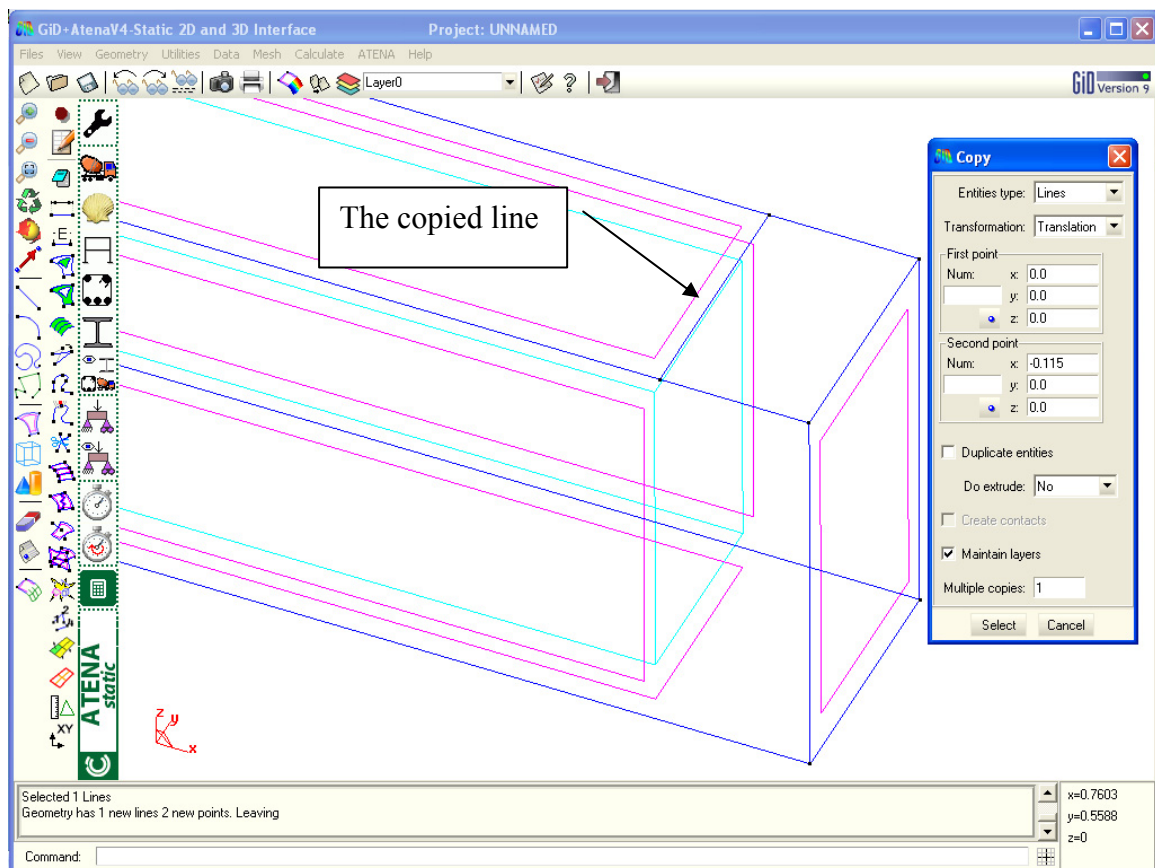 GiD+AtenaV4-Static 2D and 3D Interface Project: UNNAMED
Files View Geometry Utilities Data Mesh Calculate ATENA Help
Layer0
GiD Version 9
The copied line
Copy
Entities type: Lines
Transformation: Translation
First point
Num: x: 0.0
y: 0.0
z: 0.0
Second point
Num: x: -0.115
y: 0.0
z: 0.0
Duplicate entities
Do extrude: No
Create contacts
Maintain layers
Multiple copies: 1
Select Cancel
E
2
XY
ATENA
static
z y
x
Selected 1 Lines
Geometry has 1 new lines 2 new points. Leaving
x=0.7603
y=0.5588
z=0
Command: